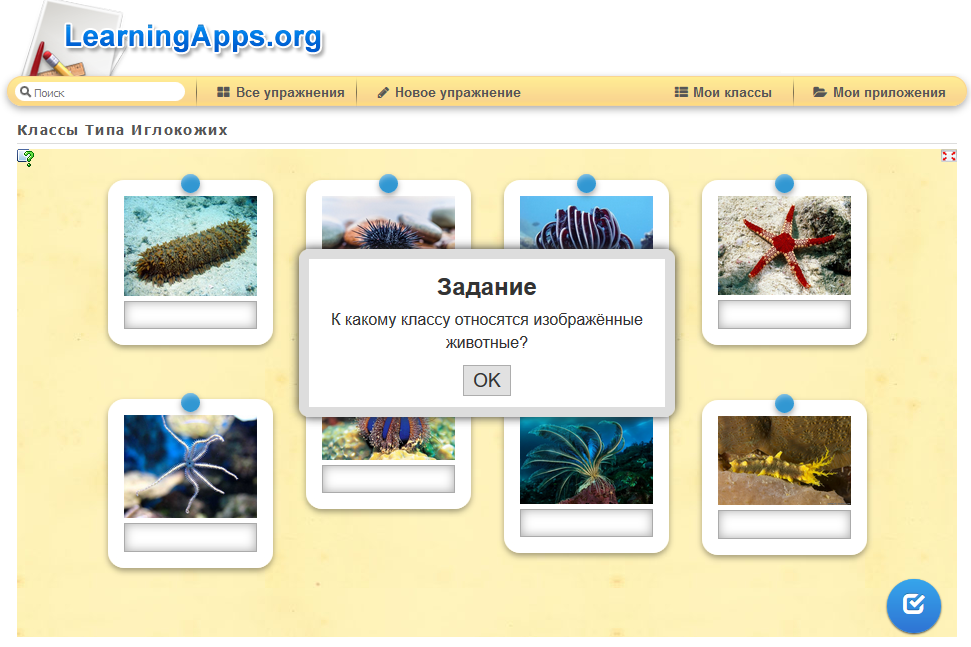 LearningApps.org
Поиск
Все упражнения
Новое упражнение
Мои классы
Мои приложения
Классы Типа Иглокожих
Задание
К какому классу относятся изображённые
животные?
OK